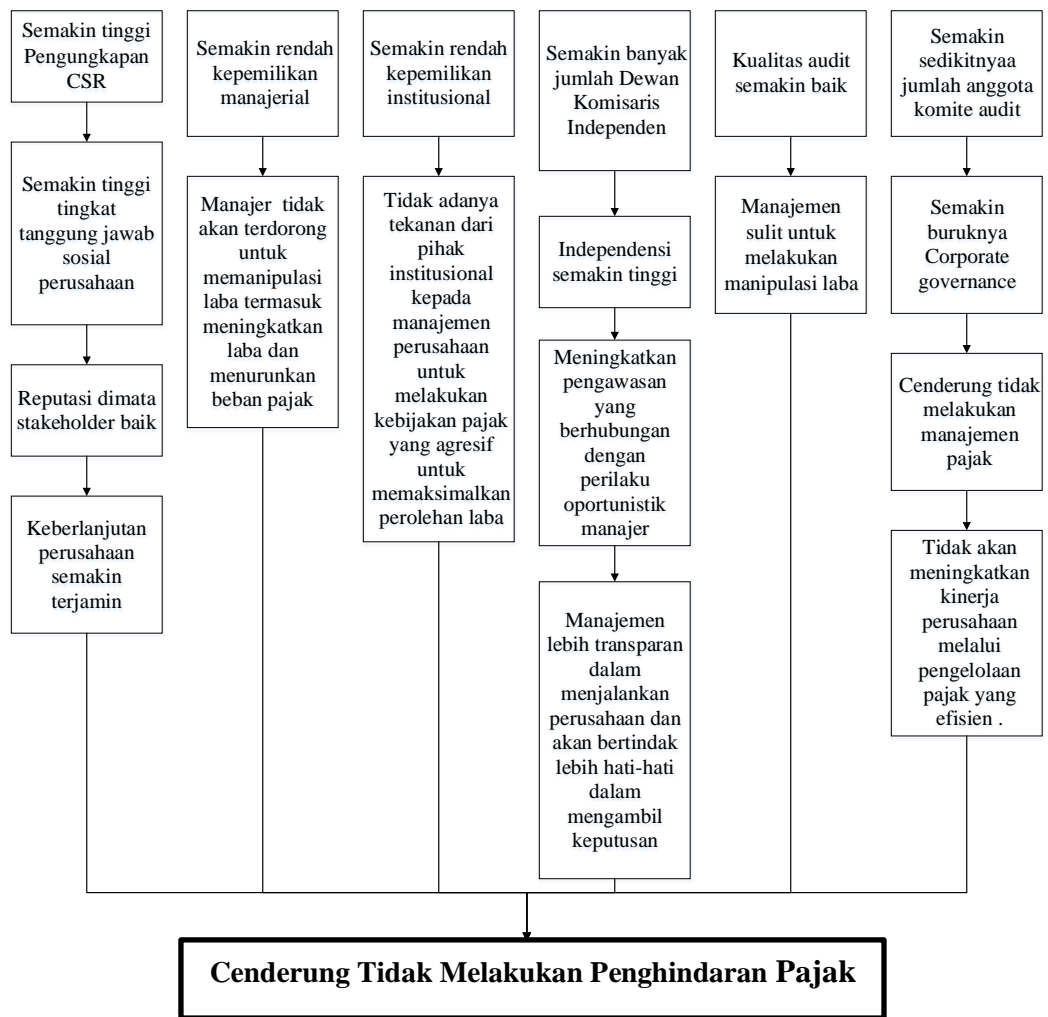 Semakin tinggi
Pengungkapan
CSR
Semakin tinggi
tingkat
tanggung jawab
sosial
perusahaan
Reputasi dimata
stakeholder baik
Keberlanjutan
perusahaan
semakin
terjamin
Semakin rendah
kepemilikan
manajerial
Manajer tidak
akan terdorong
untuk
memanipulasi
laba termasuk
meningkatkan
laba dan
menurunkan
beban pajak
Semakin rendah
kepemilikan
institusional
Tidak adanya
tekanan dari
pihak
institusional
kepada
manajemen
perusahaan
untuk
melakukan
kebijakan pajak
yang agresif
untuk
memaksimalkan
perolehan laba
Semakin banyak
jumlah Dewan
Komisaris
Independen
Independensi
semakin tinggi
Meningkatkan
pengawasan
yang
berhubungan
dengan
perilaku
oportunistik
manajer
Manajemen
lebih transparan
dalam
menjalankan
perusahaan dan
akan bertindak
lebih hati-hati
dalam
mengambil
keputusan
Kualitas audit
semakin baik
Manajemen
sulit untuk
melakukan
manipulasi laba
Semakin
sedikitnyaa
jumlah anggota
komite audit
Semakin
buruknya
Corporate
governance
Cenderung tidak
melakukan
manajemen
pajak
Tidak akan
meningkatkan
kinerja
perusahaan
melalui
pengelolaan
pajak yang
efisien .
Cenderung Tidak Melakukan Penghindaran Pajak